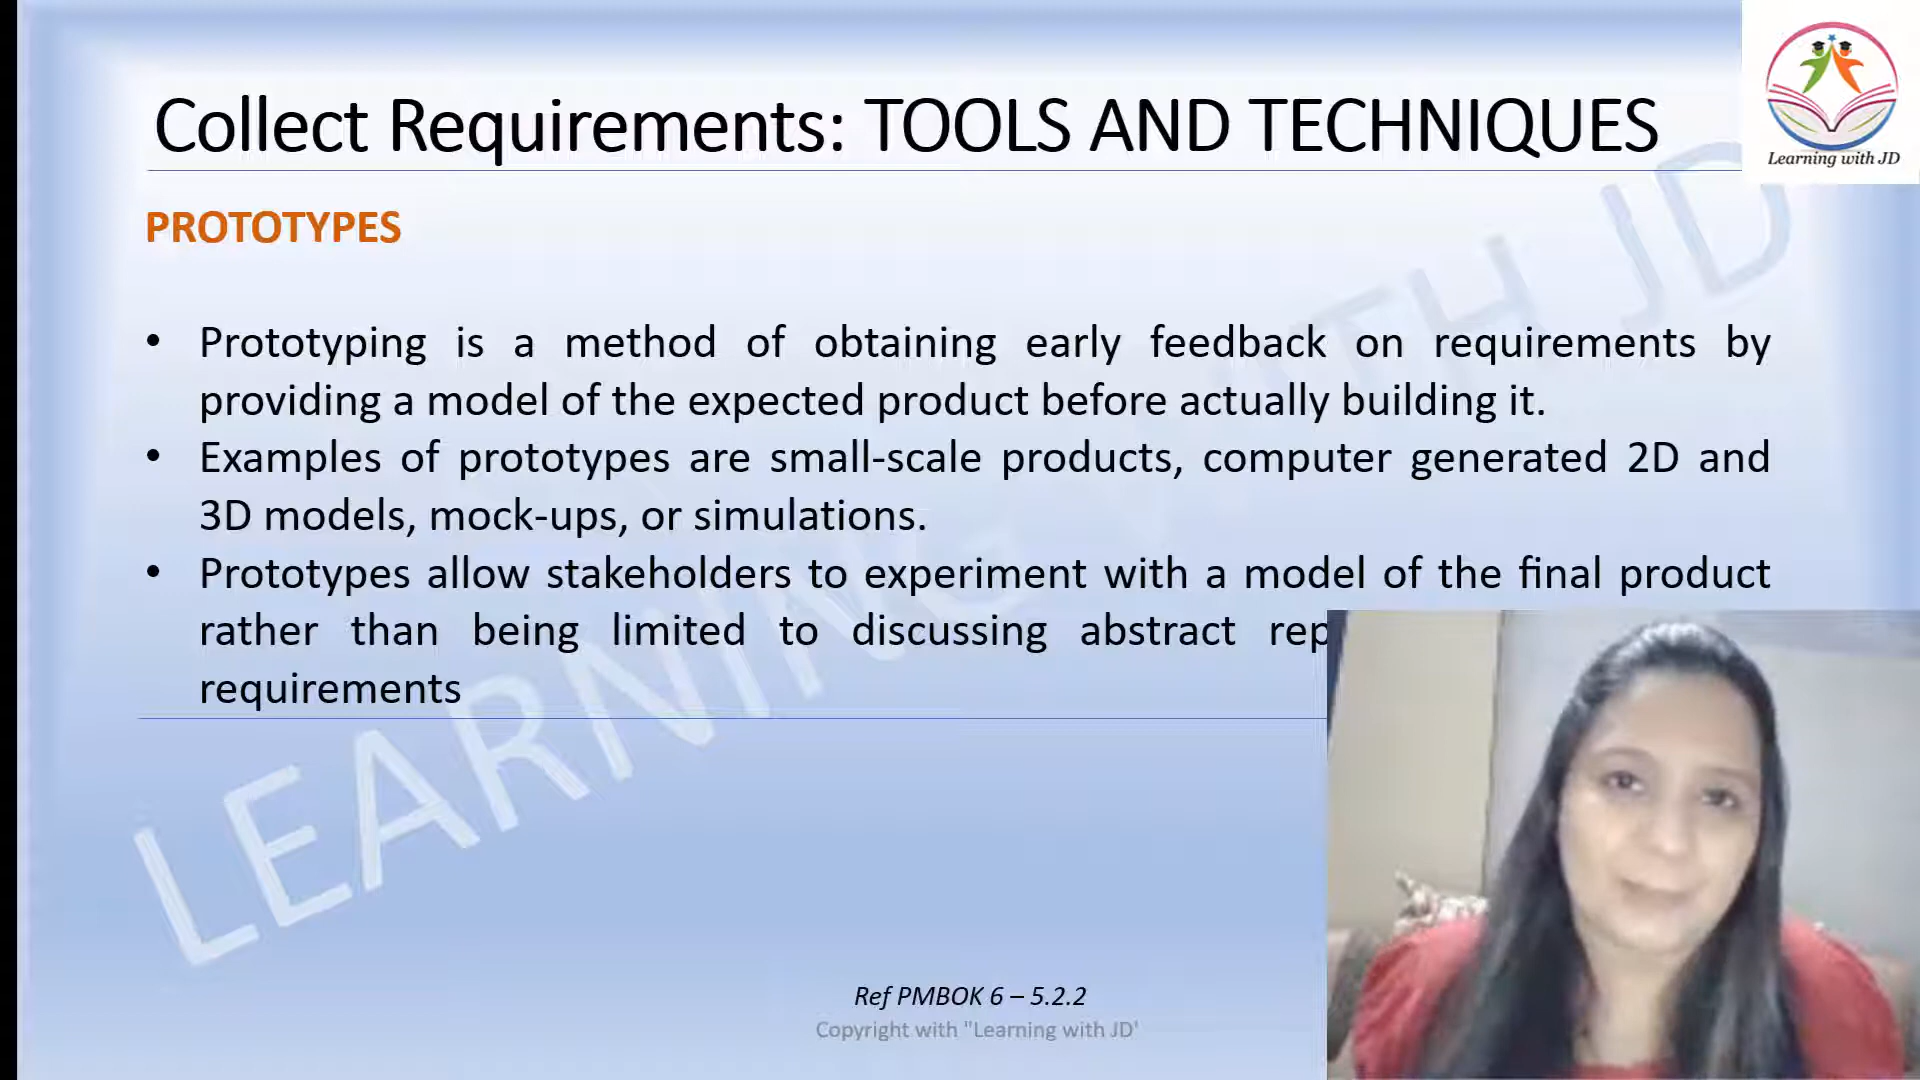 Collect Requirements: TOOLS AND TECHNIQUES
Learning with JD
PROTOTYPES
• Prototyping is a method of obtaining early feedback on requirements by
providing a model of the expected product before actually building it.
• Examples of prototypes are small-scale products, computer generated 2D and
3D models, mock-ups, or simulations.
• Prototypes allow stakeholders to experiment with a model of the final product
rather than being limited to discussing abstract
requirements
LEARNING WITH JD
Ref PMBOK 6 – 5.2.2
Copyright with "Learning with JD'